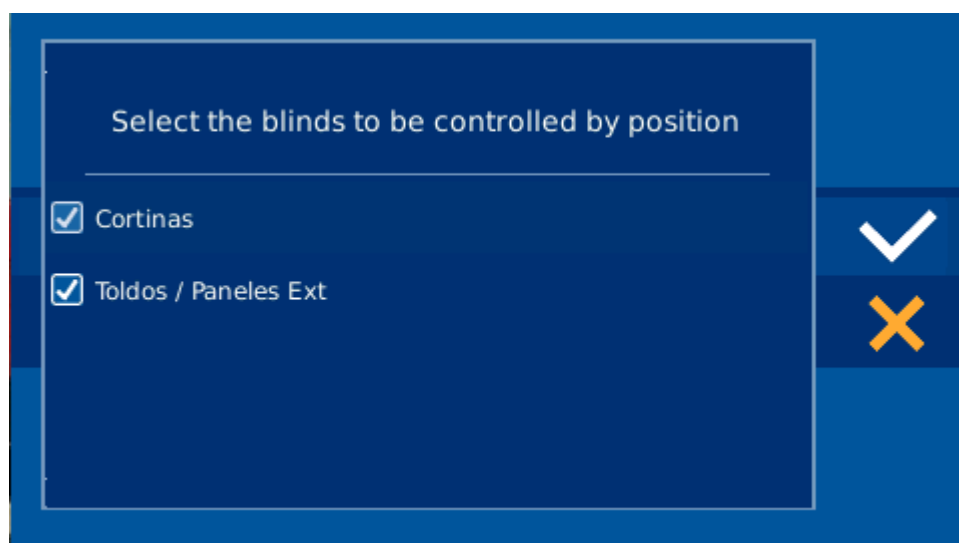 Select the blinds to be controlled by position
Cortinas
Toldos / Paneles Ext